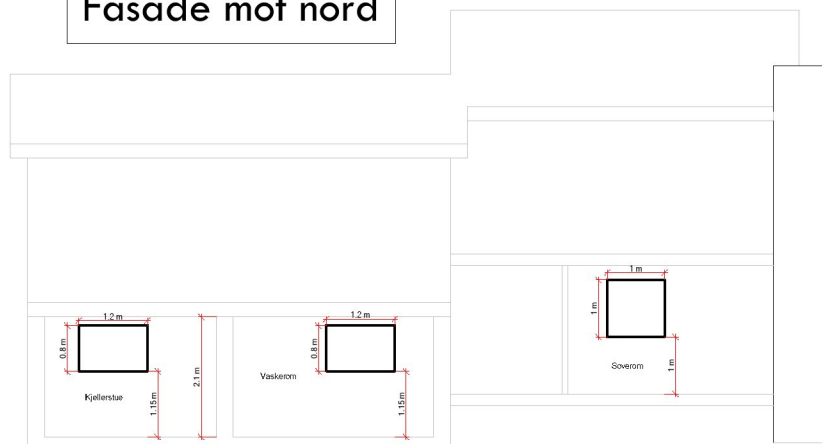 Fasade mot nord
1 m
1 m
1.2 m
1.2 m
0.8 m
0.8 m
2.1 m
1 m
Soverom
Vaskerom
Kjellerstue
1.15 m
1.15 m